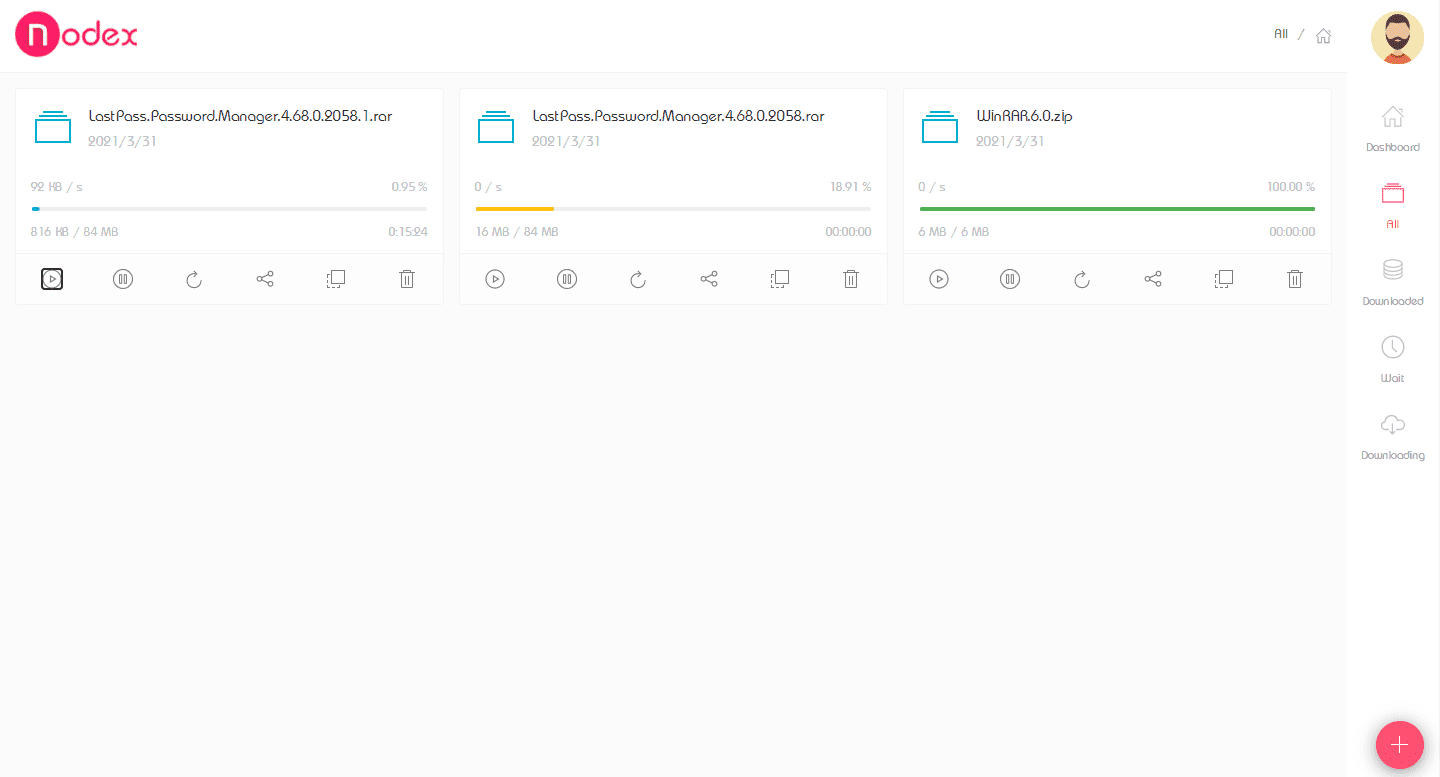 nodex
All /
LastPass.Password.Manager.4.68.0.2058.1.rar
2021/3/31
92 KB / s 0.95 %
816 KB / 84 MB 0:15:24
LastPass.Password.Manager.4.68.0.2058.rar
2021/3/31
0 / s 18.91 %
16 MB / 84 MB 00:00:00
WinRAR.6.0.zip
2021/3/31
0 / s 100.00 %
6 MB / 6 MB 00:00:00
Dashboard
All
Downloaded
Wait
Downloading